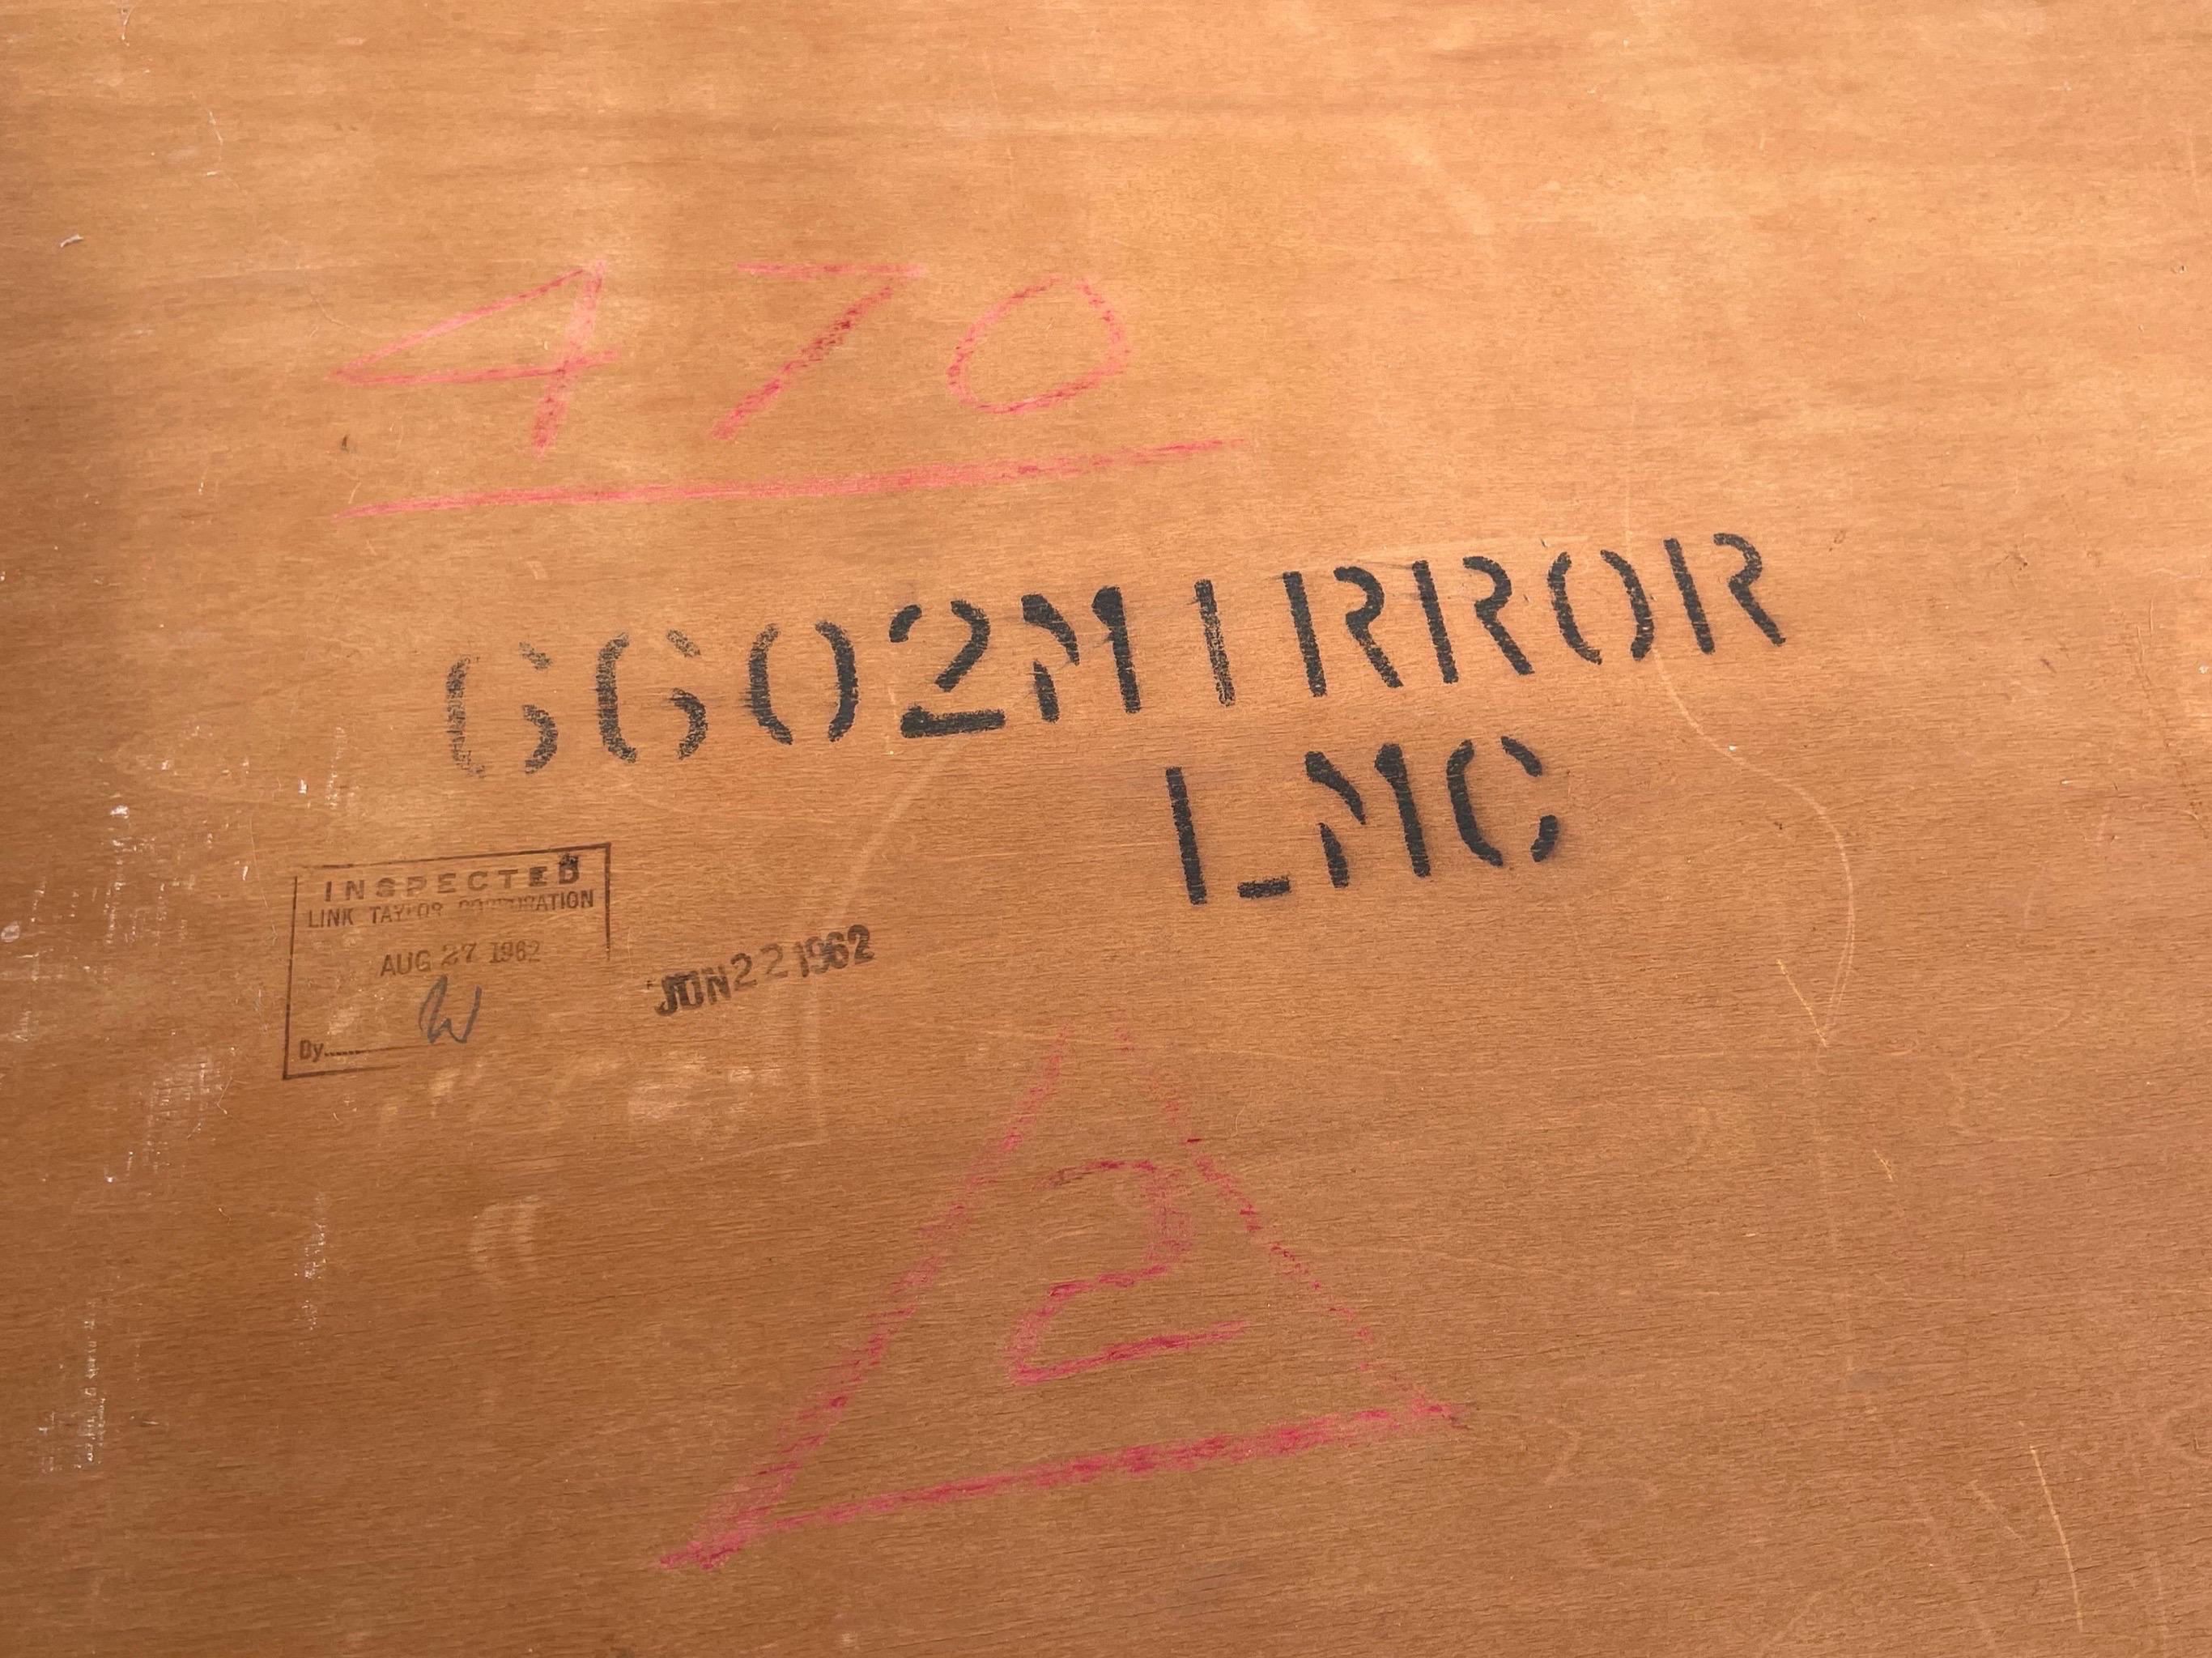 470
6602MIRROR
LMC
INSPECTED
LINK TAYLOR CORPORATION
AUG 27 1962
By W
JUN 22 1962
2